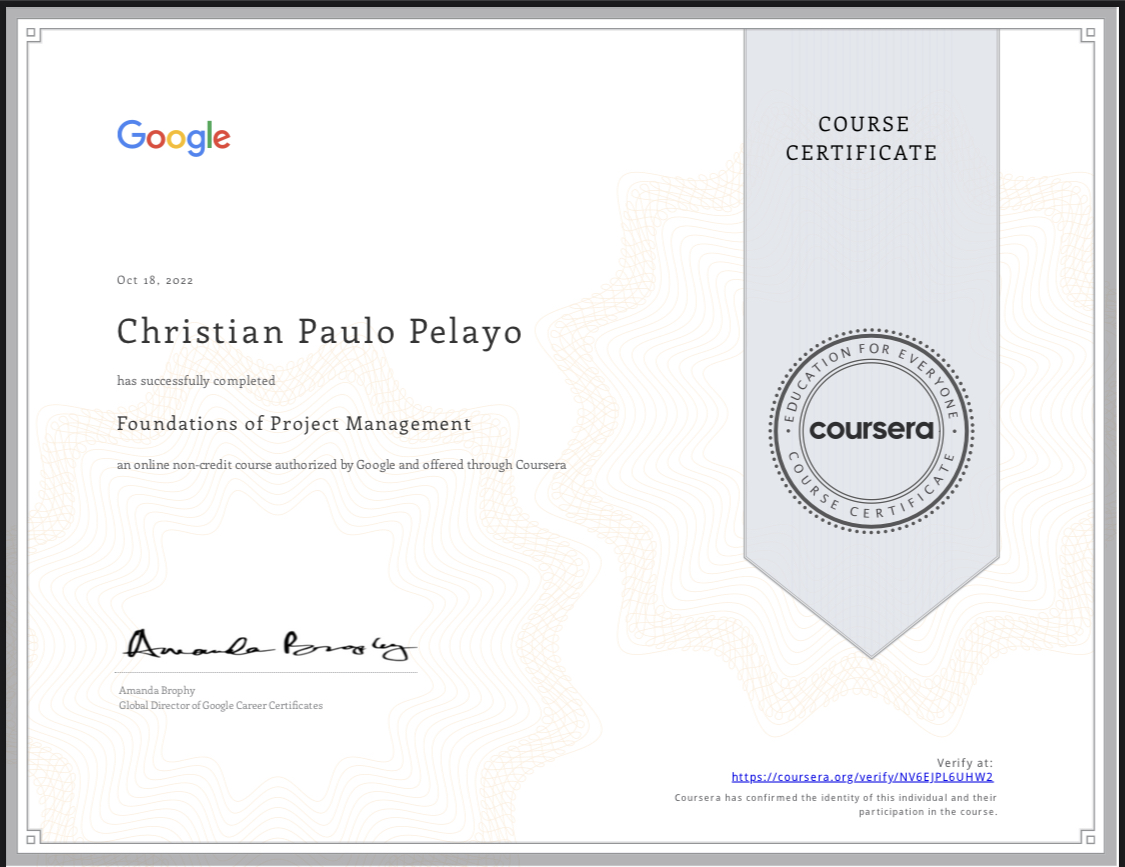 Google
COURSE
CERTIFICATE
Oct 18, 2022
Christian Paulo Pelayo
has successfully completed
Foundations of Project Management
an online non-credit course authorized by Google and offered through Coursera
EDUCATION FOR EVERYONE
coursera
COURSE CERTIFICATE
Amanda Brophy
Amanda Brophy
Global Director of Google Career Certificates
Verify at:
https://coursera.org/verify/NV6EJPL6UHW2
Coursera has confirmed the identity of this individual and their
participation in the course.